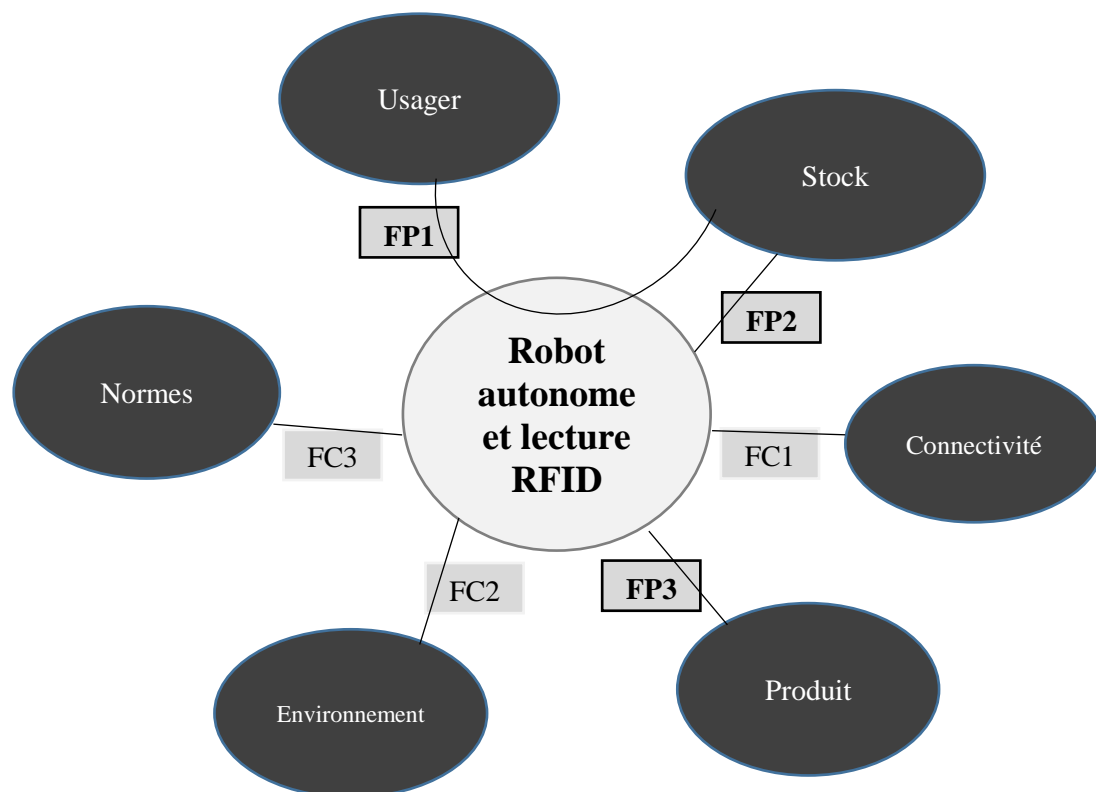 Usager
Stock
FP1
FP2
Robot
autonome
et lecture
RFID
Normes
FC3
FC1
Connectivité
FC2
FP3
Environnement
Produit